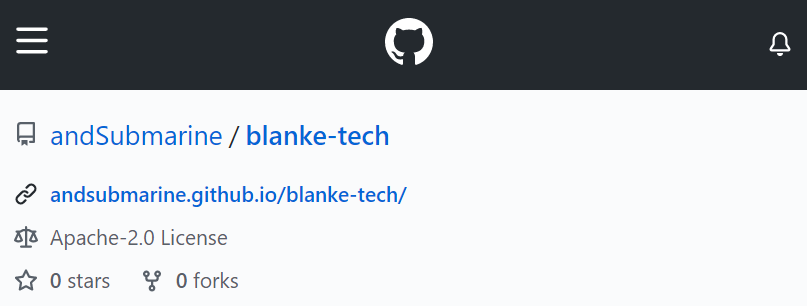 andSubmarine / blanke-tech
andsubmarine.github.io/blanke-tech/
Apache-2.0 License
0 stars 0 forks